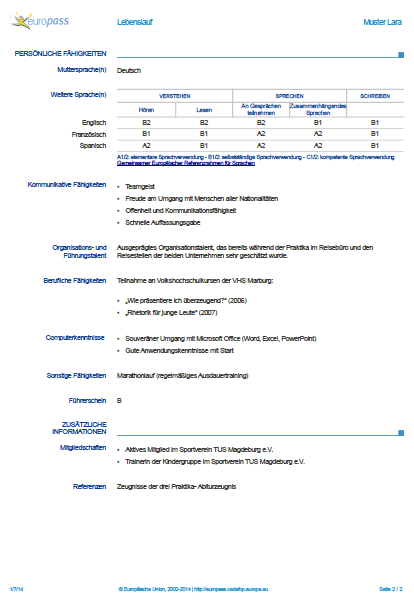 europass Lebenslauf Muster Lara
PERSÖNLICHE FÄHIGKEITEN
Muttersprache(n) Deutsch
Weitere Sprache(n) VERSTEHEN SPRECHEN SCHREIBEN
Hören Lesen An Gesprächen teilnehmen Zusammenhängendes Sprechen
Englisch B2 B2 B2 B1 B1
Französisch B1 B1 A2 A2 B1
Spanisch A2 B1 A2 A2 B1
A1/2: elementare Sprachverwendung - B1/2: selbstständige Sprachverwendung - C1/2: kompetente Sprachverwendung
Gemeinsamer Europäischer Referenzrahmen für Sprachen
Kommunikative Fähigkeiten • Teamgeist
• Freude am Umgang mit Menschen aller Nationalitäten
• Offenheit und Kommunikationsfähigkeit
• Schnelle Auffassungsgabe
Organisations- und Führungstalent Ausgeprägtes Organisationstalent, das bereits während der Praktika im Reisebüro und den
Reisestellen der beiden Unternehmen sehr geschätzt wurde.
Berufliche Fähigkeiten Teilnahme an Volkshochschulkursen der VHS Marburg:
• „Wie präsentiere ich überzeugend?“ (2006)
• „Rhetorik für junge Leute“ (2007)
Computerkenntnisse • Souveräner Umgang mit Microsoft Office (Word, Excel, PowerPoint)
• Gute Anwendungskenntnisse mit Start
Sonstige Fähigkeiten Marathonlauf (regelmäßiges Ausdauertraining)
Führerschein B
ZUSÄTZLICHE
INFORMATIONEN
Mitgliedschaften • Aktives Mitglied im Sportverein TUS Magdeburg e.V.
• Trainerin der Kindergruppe im Sportverein TUS Magdeburg e.V.
Referenzen Zeugnisse der drei Praktika- Abiturzeugnis
1/7/14 © Europäische Union, 2002-2014 | http://europass.cedefop.europa.eu Seite 2 / 2